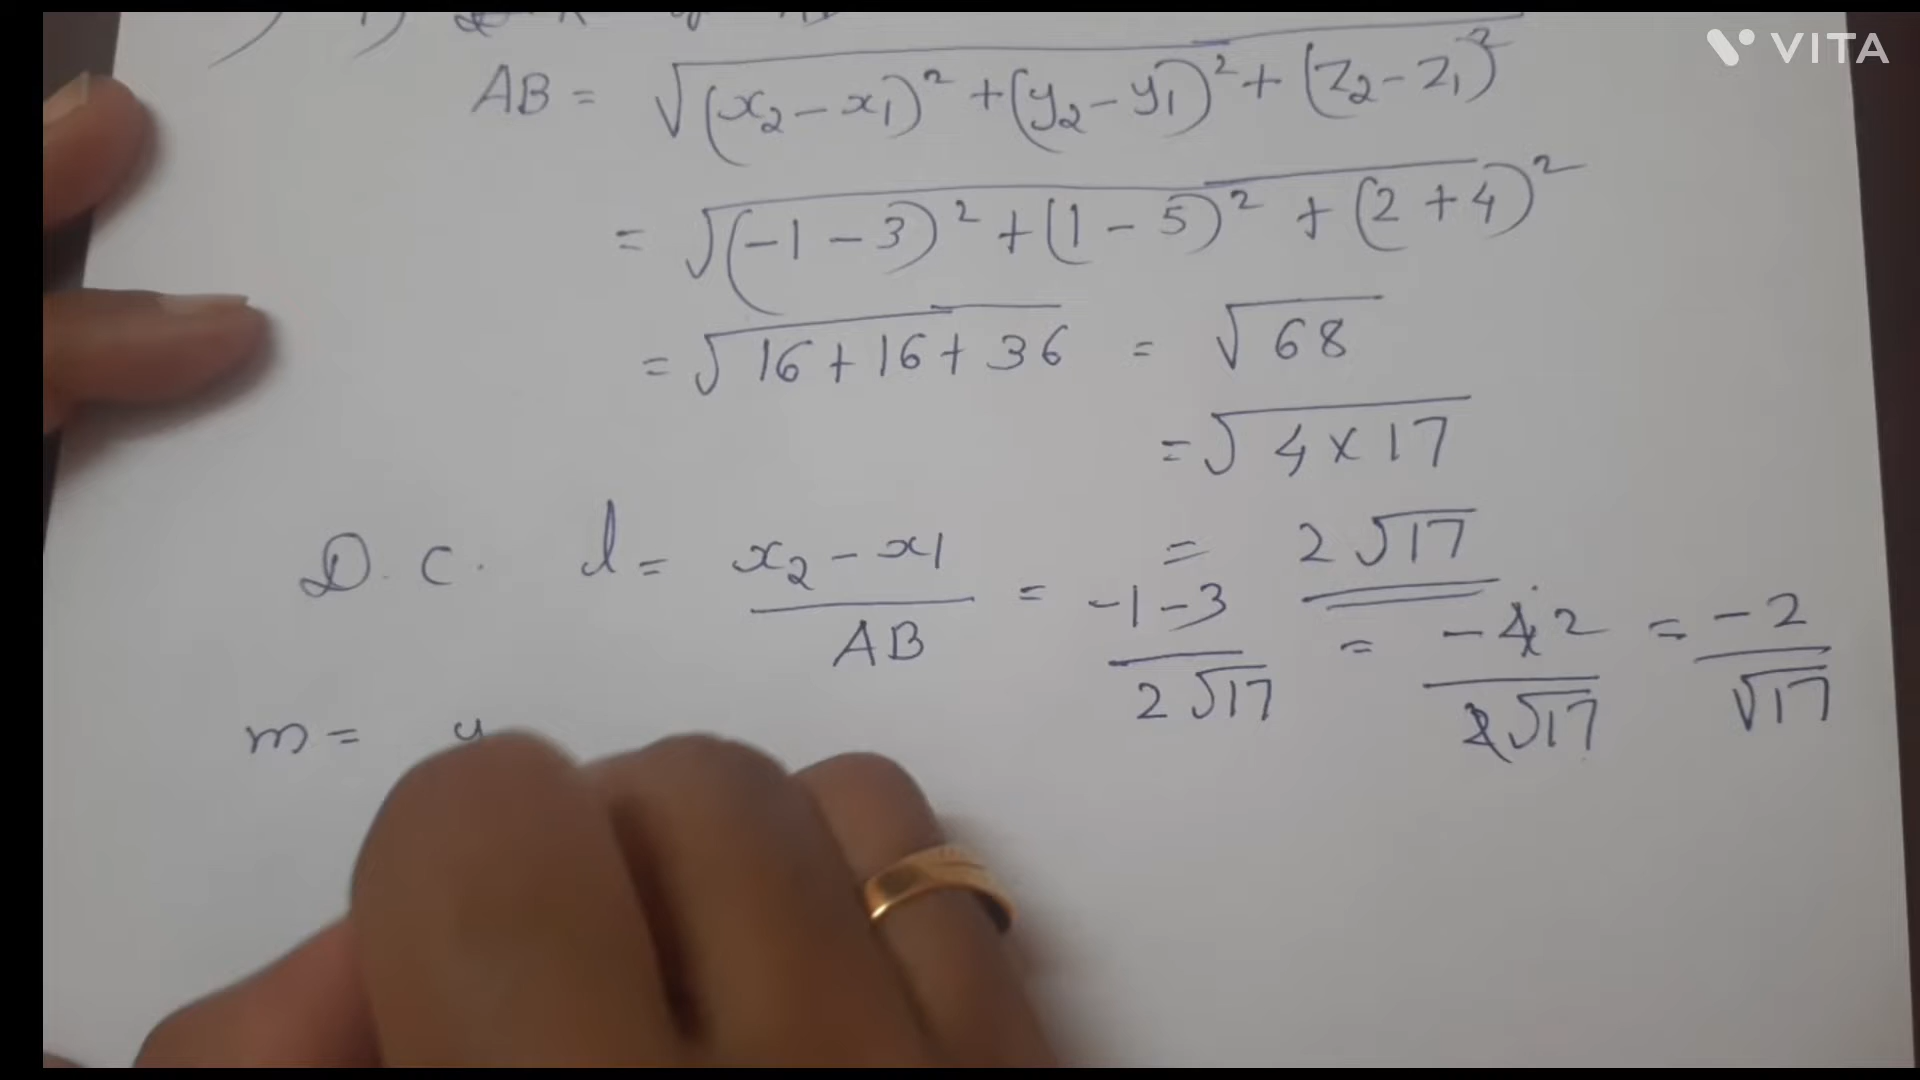 VITA
AB = √(x₂ - x₁)² + (y₂ - y₁)² + (z₂ - z₁)²
= √(-1 - 3)² + (1 - 5)² + (2 + 4)²
= √16 + 16 + 36 = √68
= √4 × 17
= 2√17
D.C. l = x₂ - x₁ / AB = -1 - 3 / 2√17 = -4 2 / 2√17 = -2 / √17
m = y